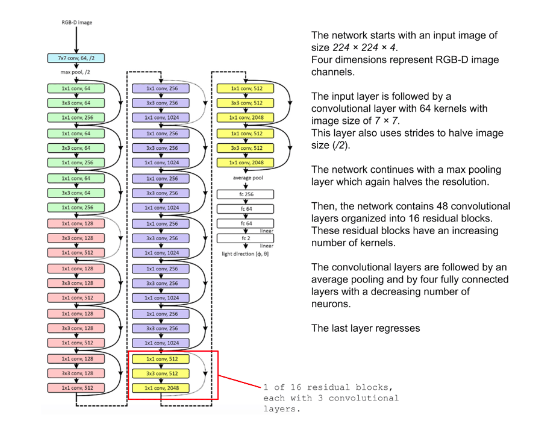 RGB-D image
7x7 conv, 64, /2
max pool, /2
1x1 conv, 64
3x3 conv, 64
1x1 conv, 256
1x1 conv, 64
3x3 conv, 64
1x1 conv, 256
1x1 conv, 64
3x3 conv, 64
1x1 conv, 256
1x1 conv, 128
3x3 conv, 128
1x1 conv, 512
1x1 conv, 128
3x3 conv, 128
1x1 conv, 512
1x1 conv, 128
3x3 conv, 128
1x1 conv, 512
1x1 conv, 128
3x3 conv, 128
1x1 conv, 512
1x1 conv, 256
3x3 conv, 256
1x1 conv, 1024
1x1 conv, 256
3x3 conv, 256
1x1 conv, 1024
1x1 conv, 256
3x3 conv, 256
1x1 conv, 1024
1x1 conv, 256
3x3 conv, 256
1x1 conv, 1024
1x1 conv, 256
3x3 conv, 256
1x1 conv, 1024
1x1 conv, 256
3x3 conv, 256
1x1 conv, 1024
1x1 conv, 512
3x3 conv, 512
1x1 conv, 2048
1x1 conv, 512
3x3 conv, 512
1x1 conv, 2048
1x1 conv, 512
3x3 conv, 512
1x1 conv, 2048
average pool
fc 256
fc 64
fc 64
linear
fc 2
linear
light direction [ϕ, θ]
The network starts with an input image of
size 224 × 224 × 4.
Four dimensions represent RGB-D image
channels.
The input layer is followed by a
convolutional layer with 64 kernels with
image size of 7 × 7.
This layer also uses strides to halve image
size (/2).
The network continues with a max pooling
layer which again halves the resolution.
Then, the network contains 48 convolutional
layers organized into 16 residual blocks.
These residual blocks have an increasing
number of kernels.
The convolutional layers are followed by an
average pooling and by four fully connected
layers with a decreasing number of
neurons.
The last layer regresses
1 of 16 residual blocks,
each with 3 convolutional
layers.